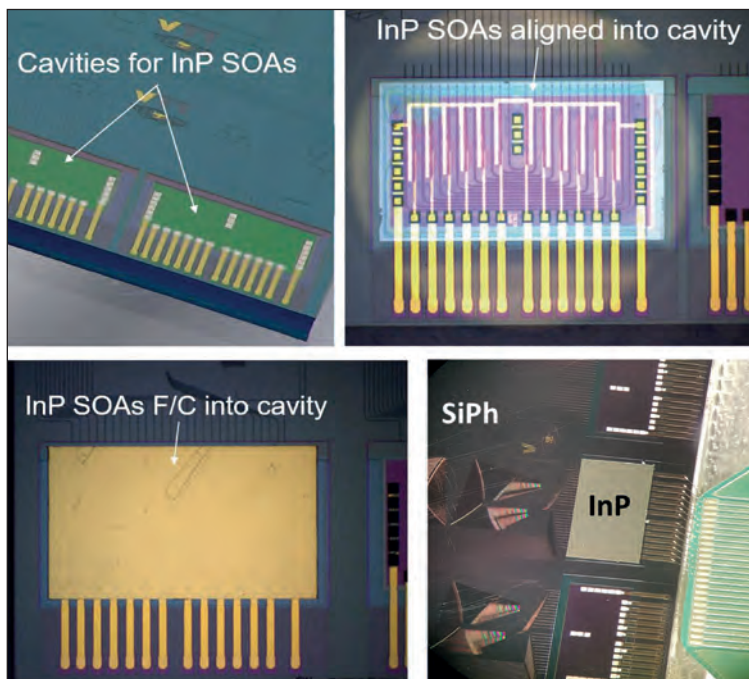 Cavities for InP SOAs
InP SOAs aligned into cavity
InP SOAs F/C into cavity
SiPh
InP